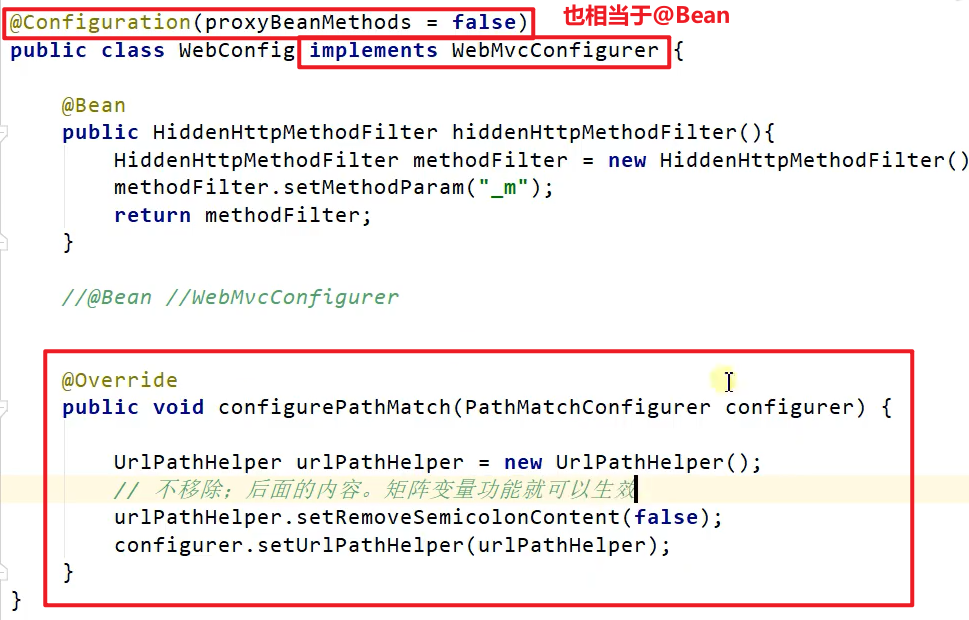 @Configuration(proxyBeanMethods = false) 也相当于@Bean
public class WebConfig implements WebMvcConfigurer {
@Bean
public HiddenHttpMethodFilter hiddenHttpMethodFilter(){
HiddenHttpMethodFilter methodFilter = new HiddenHttpMethodFilter()
methodFilter.setMethodParam("_m");
return methodFilter;
}
//@Bean //WebMvcConfigurer
@Override
public void configurePathMatch(PathMatchConfigurer configurer) {
UrlPathHelper urlPathHelper = new UrlPathHelper();
// 不移除；后面的内容。矩阵变量功能就可以生效
urlPathHelper.setRemoveSemicolonContent(false);
configurer.setUrlPathHelper(urlPathHelper);
}
}